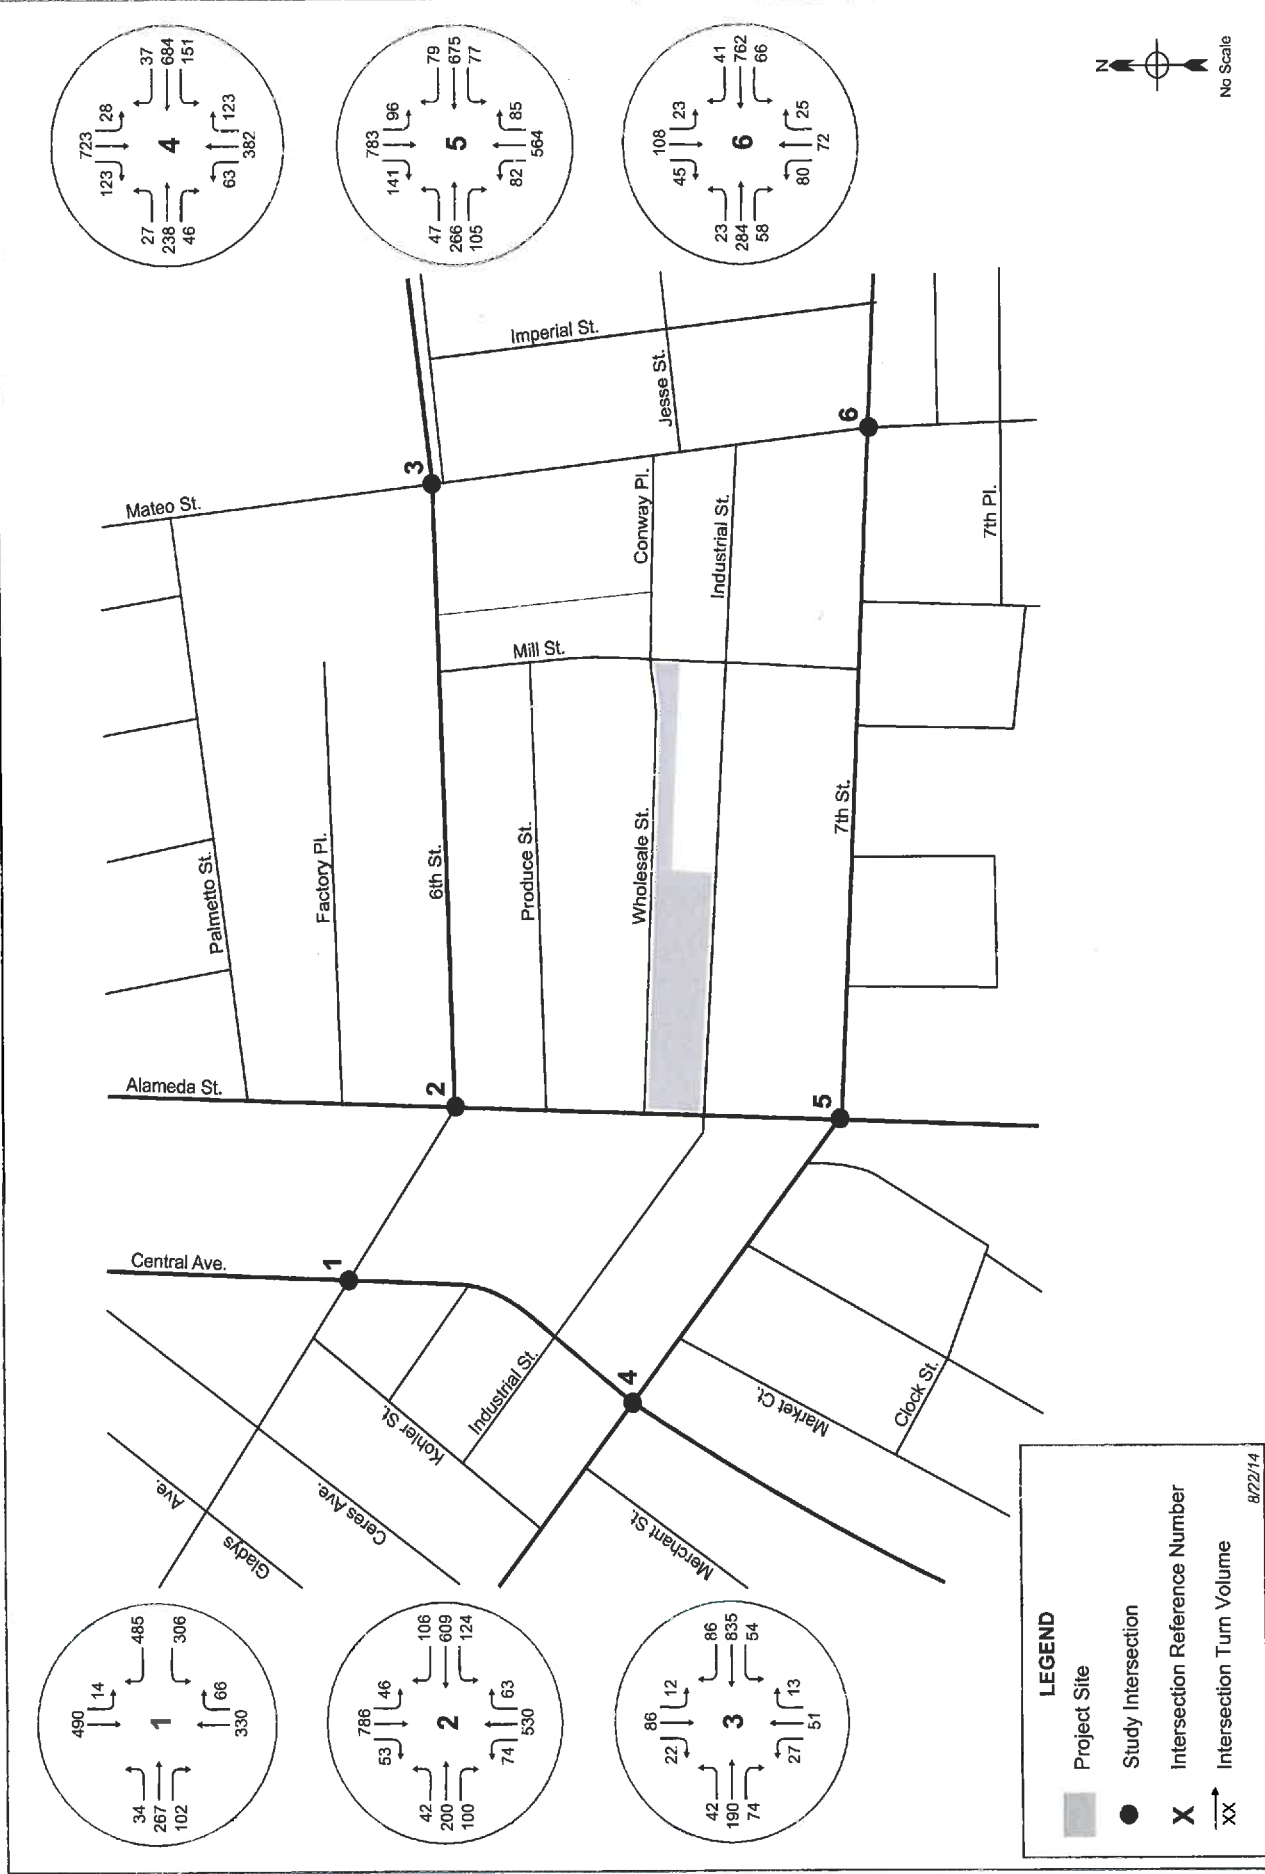 1
490
14
485
306
34
267
102
66
330
2
53
786
46
106
609
124
42
200
100
74
530
63
3
22
86
12
86
835
54
42
190
74
27
51
13
4
123
723
28
37
684
151
27
238
46
63
382
123
5
141
783
96
79
675
77
47
266
105
82
564
85
6
45
108
23
41
762
66
23
284
58
80
72
25
Gladys
Ave.
Ceres Ave.
Kohler St.
Central Ave.
Industrial St.
Merchant St.
Market Ct.
Clock St.
Alameda St.
Palmetto St.
Factory Pl.
6th St.
Produce St.
Wholesale St.
7th St.
Mill St.
Conway Pl.
Industrial St.
Mateo St.
Imperial St.
Jesse St.
7th Pl.
1
2
3
4
5
6
N
No Scale
LEGEND
Project Site
Study Intersection
X Intersection Reference Number
XX Intersection Turn Volume
8/22/14